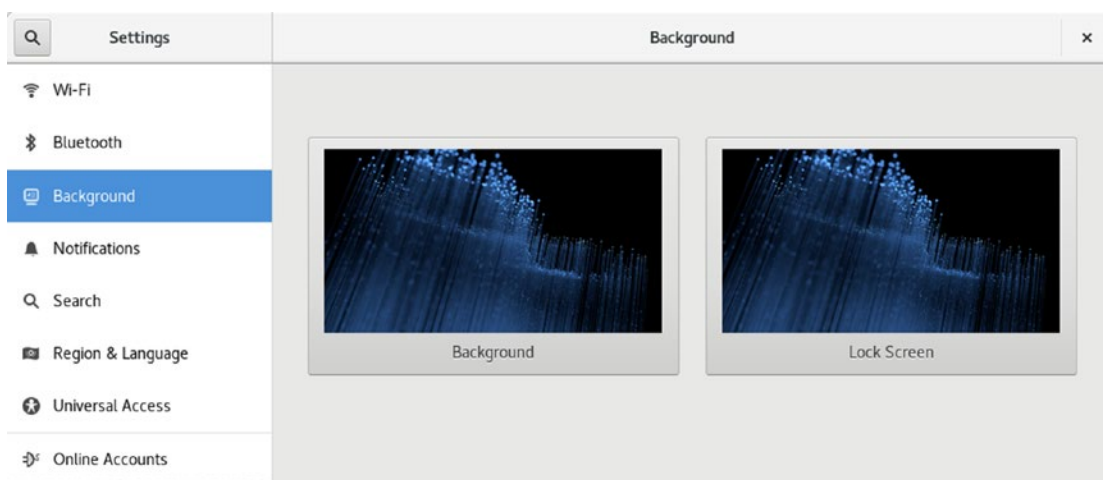 Settings
Background
Wi-Fi
Bluetooth
Background
Notifications
Search
Region & Language
Universal Access
Online Accounts
Background
Lock Screen